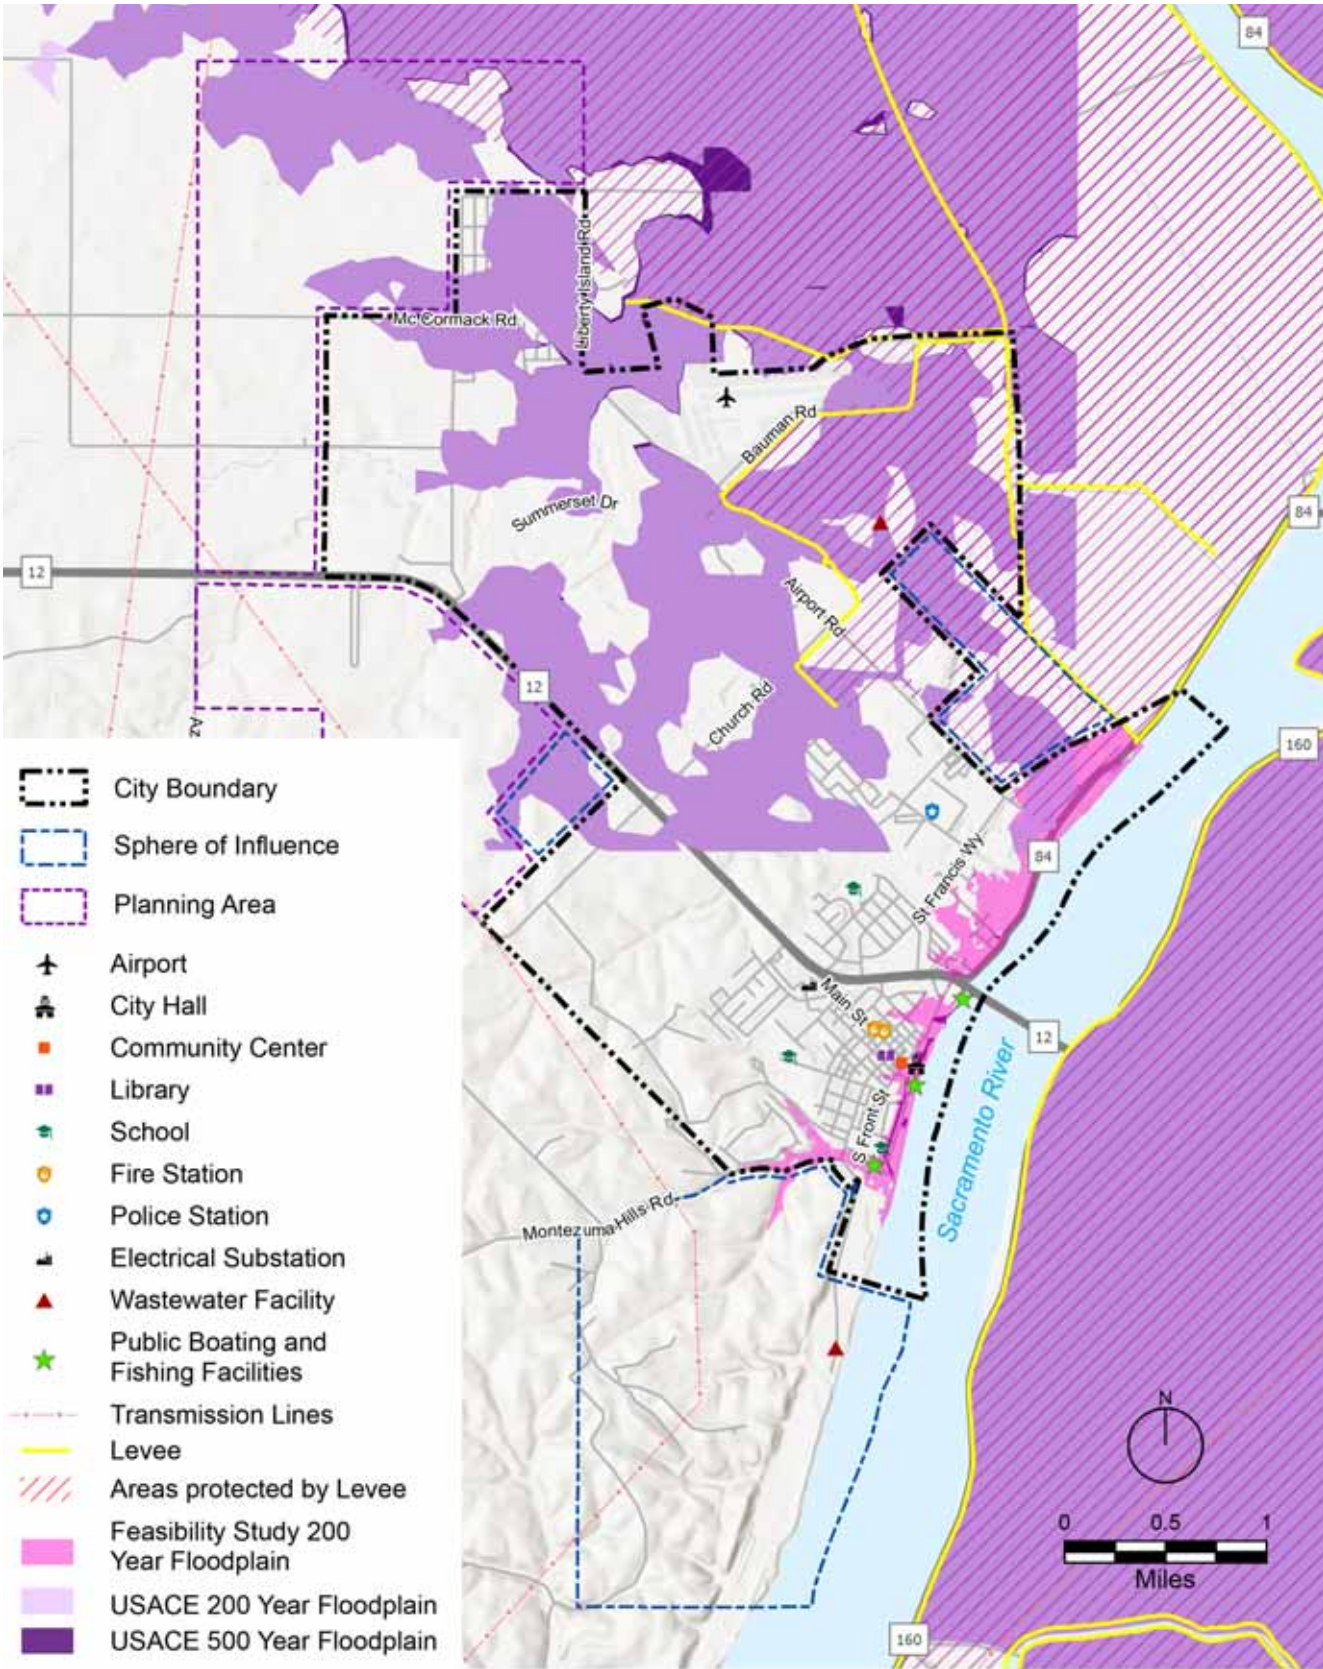 84
Liberty Island Rd
Mc Cormack Rd
Bauman Rd
Summerset Dr
84
12
Airport Rd
12
Church Rd
Az
160
City Boundary
Sphere of Influence
Planning Area
84
St Francis Wy
Airport
City Hall
Community Center
Library
School
Fire Station
Police Station
Electrical Substation
Wastewater Facility
Public Boating and
Fishing Facilities
Transmission Lines
Levee
Areas protected by Levee
Feasibility Study 200
Year Floodplain
USACE 200 Year Floodplain
USACE 500 Year Floodplain
Main St
12
S Front St
Sacramento River
Montezuma Hills Rd
N
0 0.5 1
Miles
160